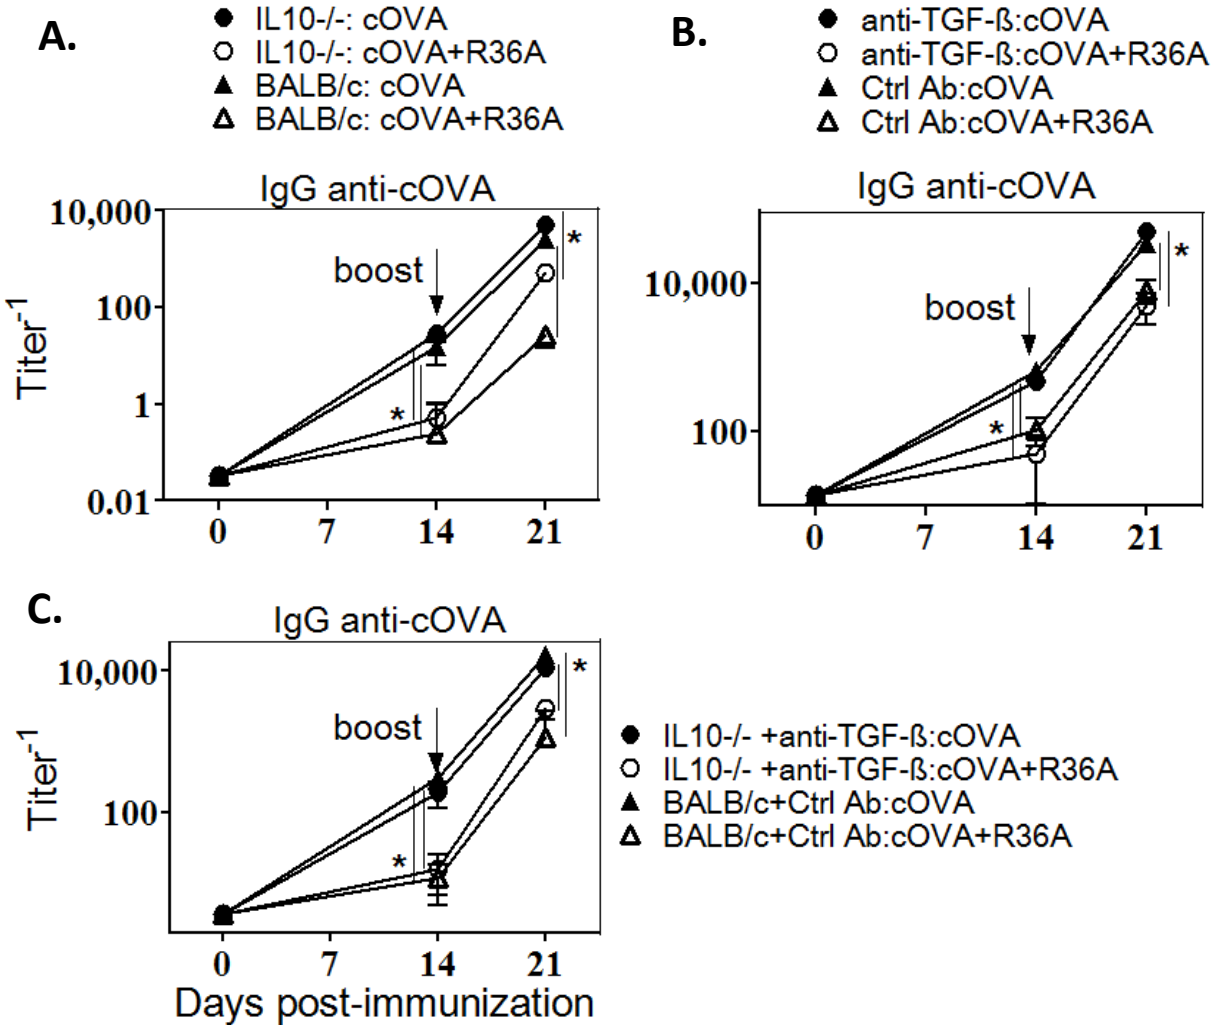 A.
IL10-/-: cOVA
IL10-/-: cOVA+R36A
BALB/c: cOVA
BALB/c: cOVA+R36A
IgG anti-cOVA
10,000
100
1
0.01
Titer-1
boost
*
*
0 7 14 21
B.
anti-TGF-ß:cOVA
anti-TGF-ß:cOVA+R36A
Ctrl Ab:cOVA
Ctrl Ab:cOVA+R36A
IgG anti-cOVA
10,000
100
boost
*
*
0 7 14 21
C.
IgG anti-cOVA
10,000
100
Titer-1
boost
*
*
0 7 14 21
Days post-immunization
IL10-/- +anti-TGF-ß:cOVA
IL10-/- +anti-TGF-ß:cOVA+R36A
BALB/c+Ctrl Ab:cOVA
BALB/c+Ctrl Ab:cOVA+R36A